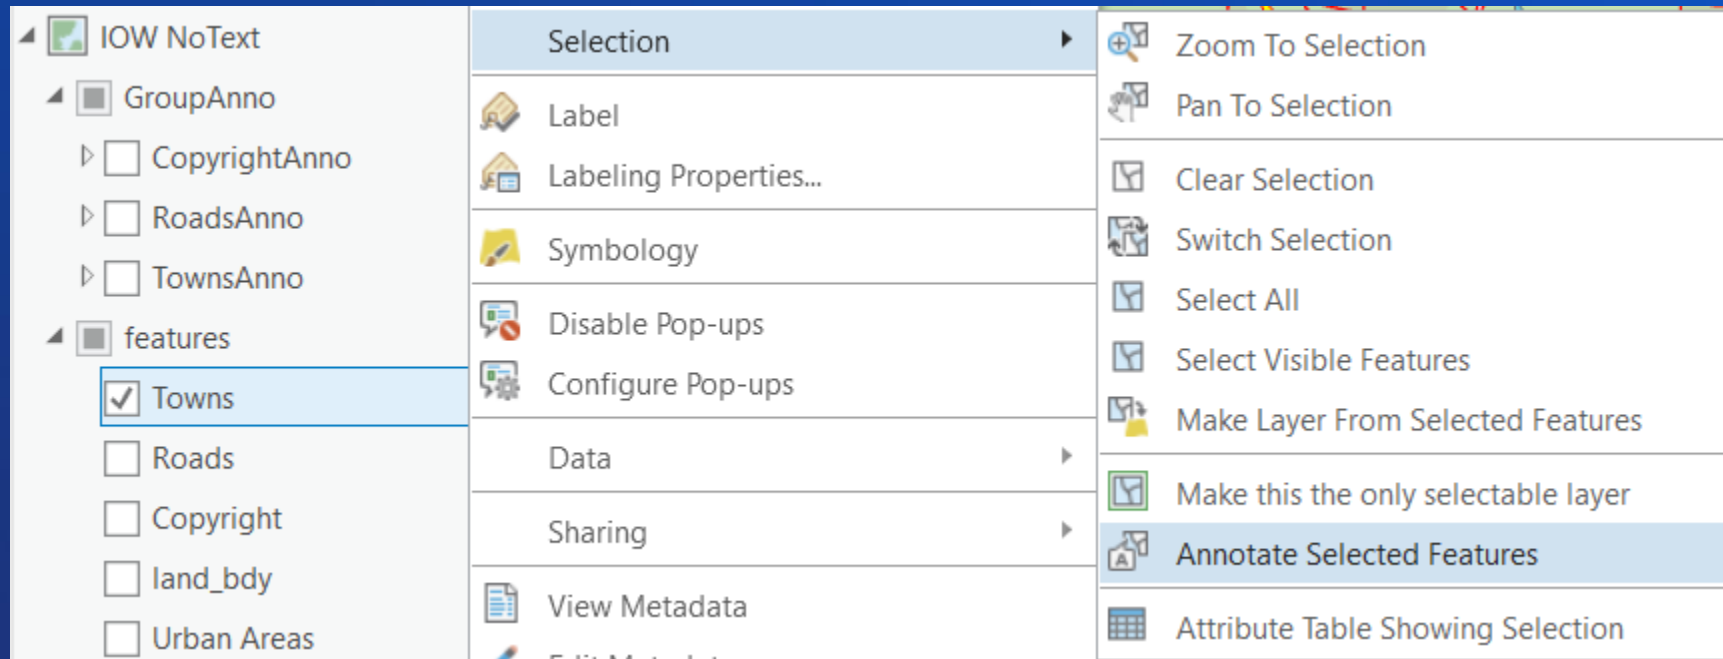 IOW NoText
GroupAnno
CopyrightAnno
RoadsAnno
TownsAnno
features
Towns
Roads
Copyright
land_bdy
Urban Areas
Selection
Label
Labeling Properties...
Symbology
Disable Pop-ups
Configure Pop-ups
Data
Sharing
View Metadata
Zoom To Selection
Pan To Selection
Clear Selection
Switch Selection
Select All
Select Visible Features
Make Layer From Selected Features
Make this the only selectable layer
Annotate Selected Features
A
Attribute Table Showing Selection